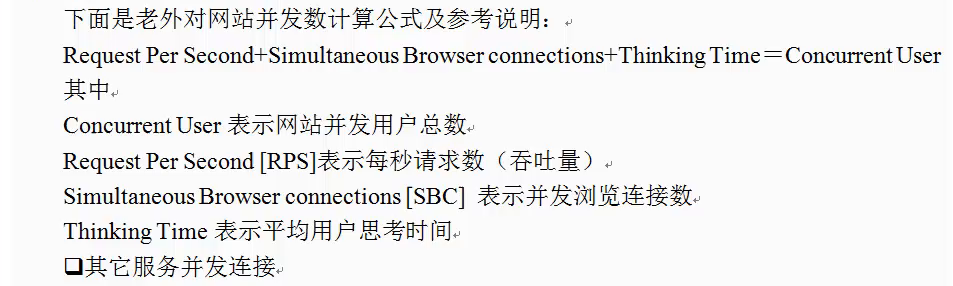 下面是老外对网站并发数计算公式及参考说明：
Request Per Second+Simultaneous Browser connections+Thinking Time＝Concurrent User
其中
Concurrent User 表示网站并发用户总数
Request Per Second [RPS]表示每秒请求数（吞吐量）
Simultaneous Browser connections [SBC] 表示并发浏览连接数
Thinking Time 表示平均用户思考时间
❑其它服务并发连接